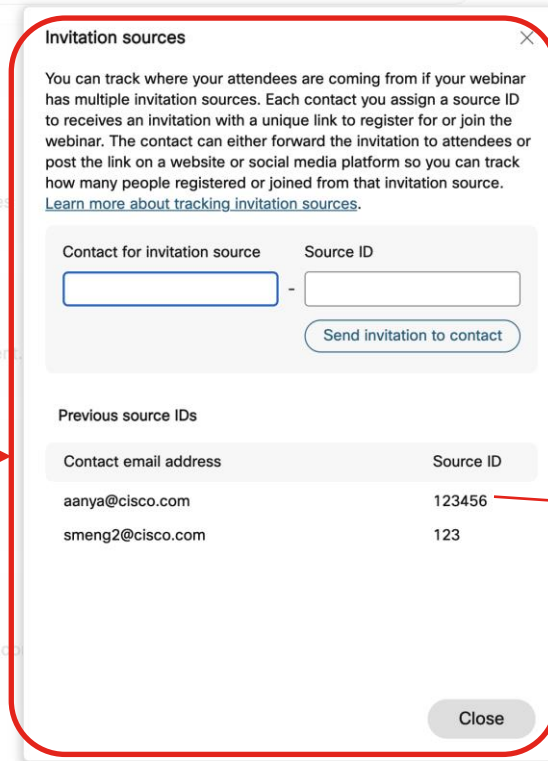 Invitation sources
You can track where your attendees are coming from if your webinar
has multiple invitation sources. Each contact you assign a source ID
to receives an invitation with a unique link to register for or join the
webinar. The contact can either forward the invitation to attendees or
post the link on a website or social media platform so you can track
how many people registered or joined from that invitation source.
Learn more about tracking invitation sources.
Contact for invitation source Source ID
-
Send invitation to contact
Previous source IDs
Contact email address Source ID
aanya@cisco.com 123456
smeng2@cisco.com 123
Close